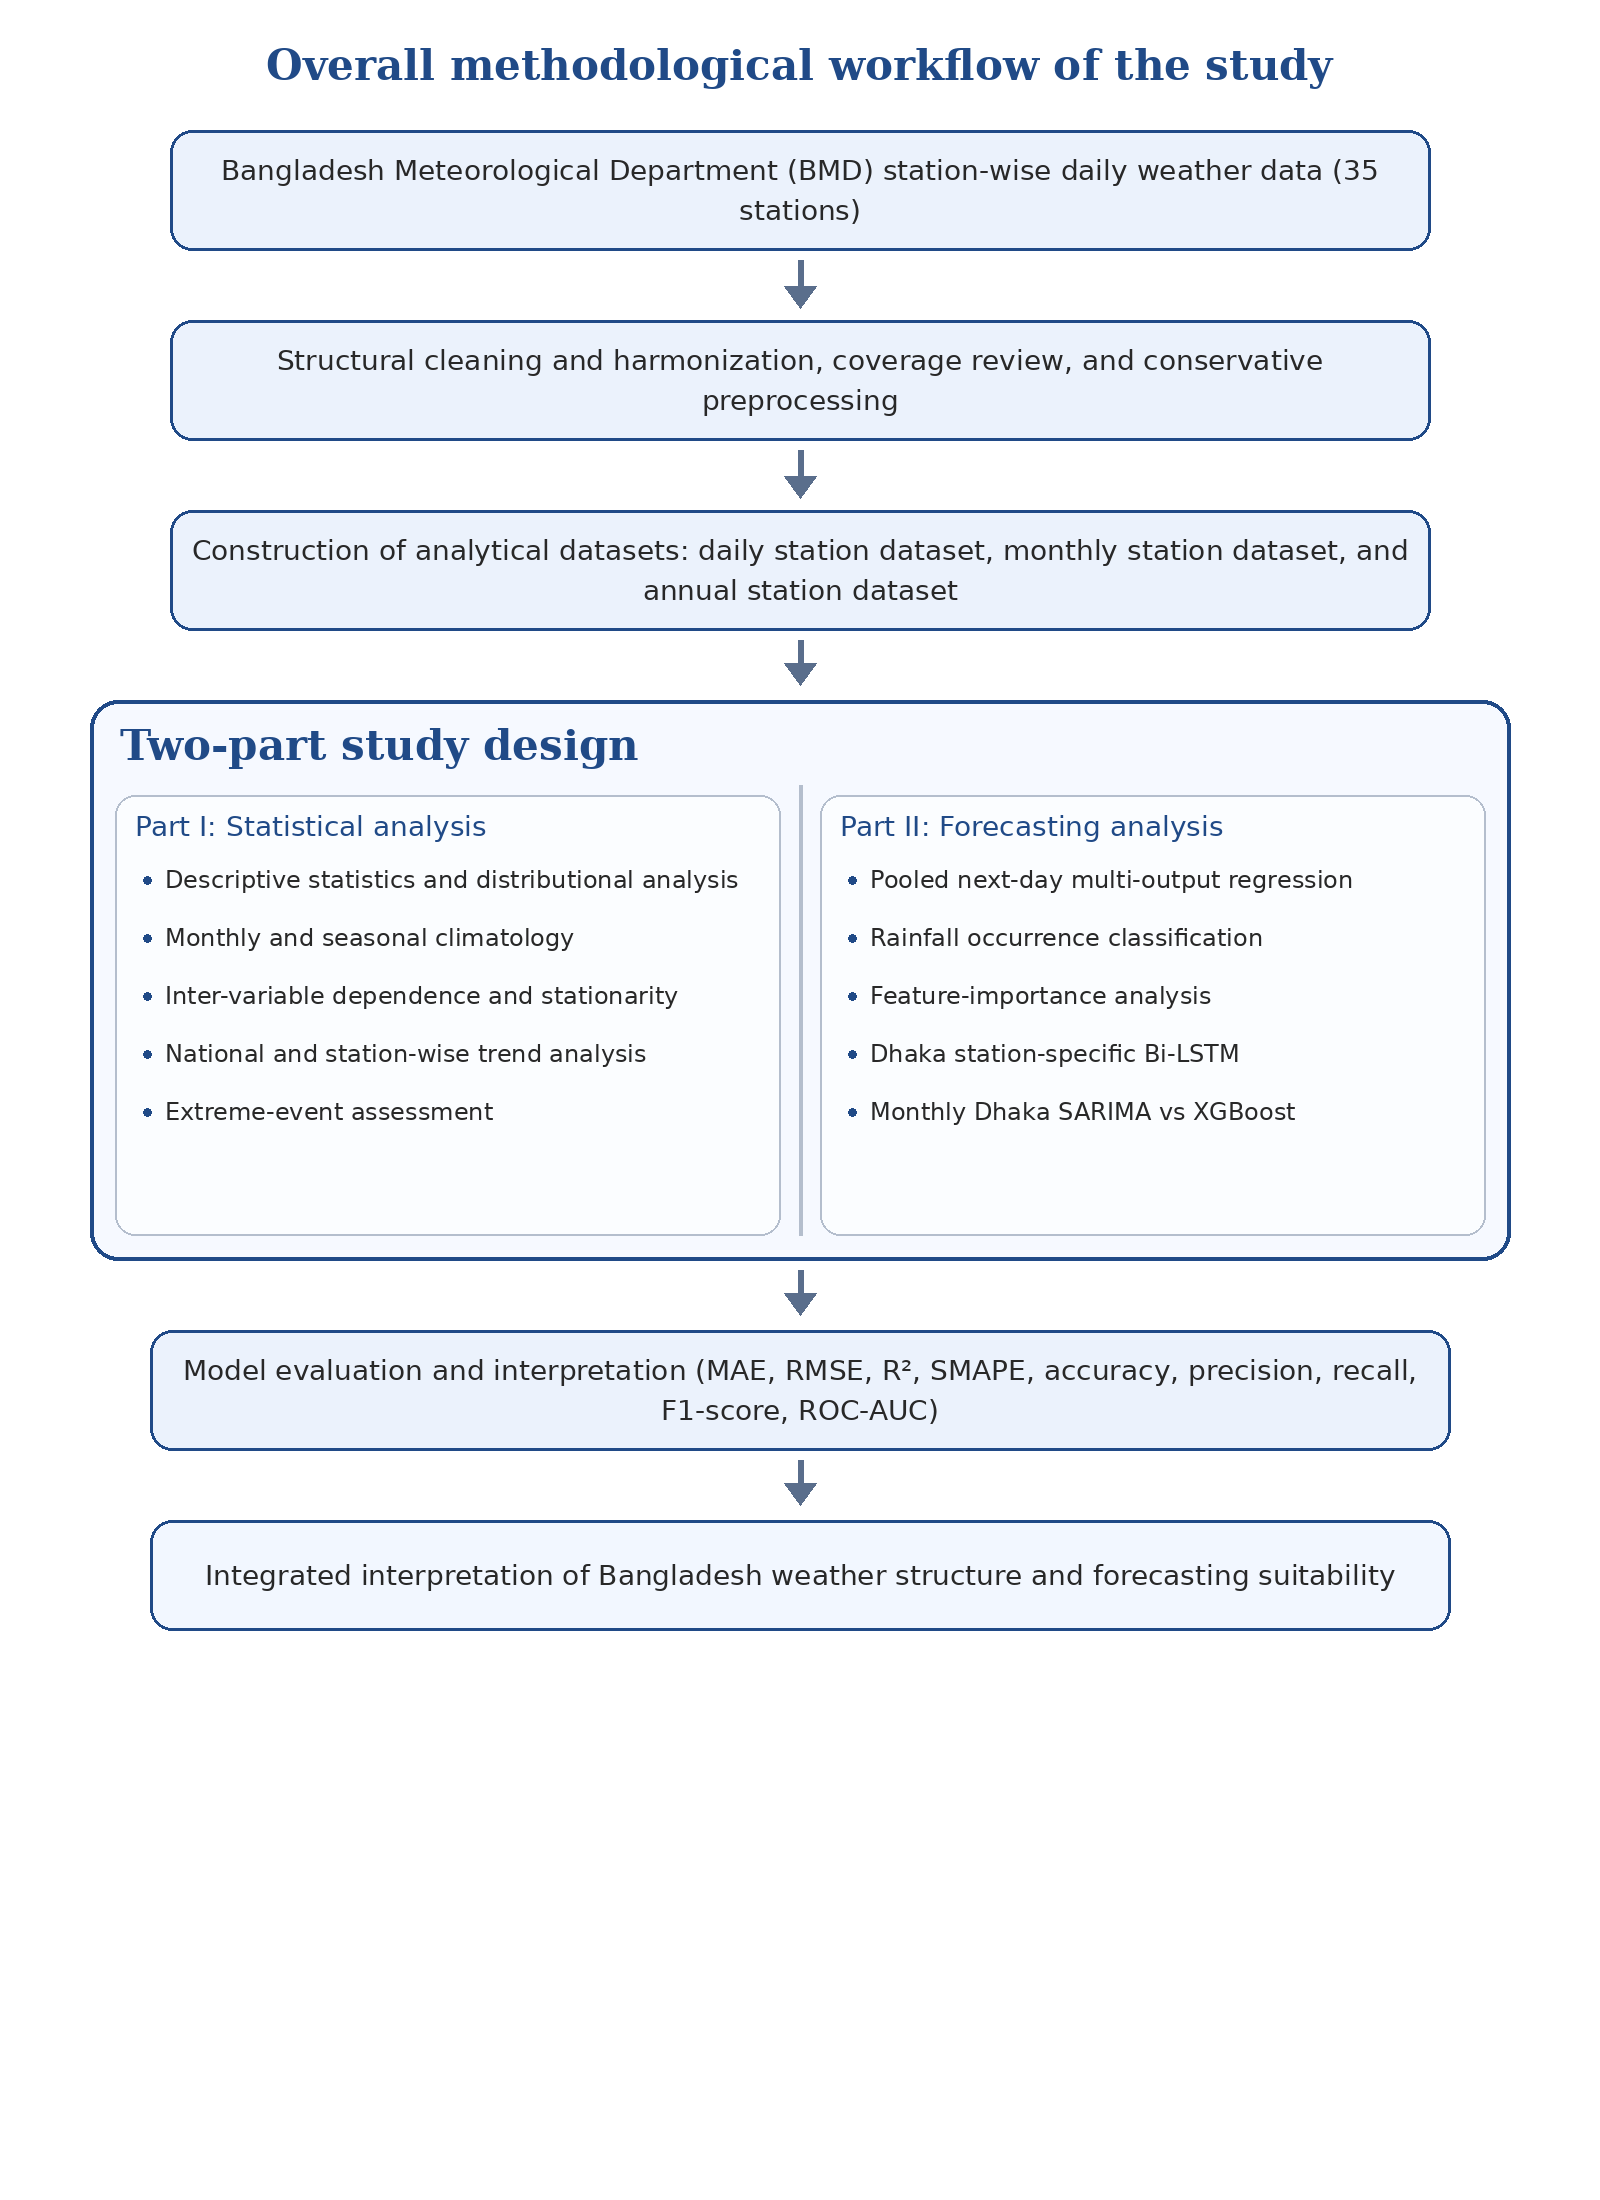 Overall methodological workflow of the study
Bangladesh Meteorological Department (BMD) station-wise daily weather data (35
stations)
Structural cleaning and harmonization, coverage review, and conservative
preprocessing
Construction of analytical datasets: daily station dataset, monthly station dataset, and
annual station dataset
Two-part study design
Part I: Statistical analysis
• Descriptive statistics and distributional analysis
• Monthly and seasonal climatology
• Inter-variable dependence and stationarity
• National and station-wise trend analysis
• Extreme-event assessment
Part II: Forecasting analysis
• Pooled next-day multi-output regression
• Rainfall occurrence classification
• Feature-importance analysis
• Dhaka station-specific Bi-LSTM
• Monthly Dhaka SARIMA vs XGBoost
Model evaluation and interpretation (MAE, RMSE, R², SMAPE, accuracy, precision, recall,
F1-score, ROC-AUC)
Integrated interpretation of Bangladesh weather structure and forecasting suitability